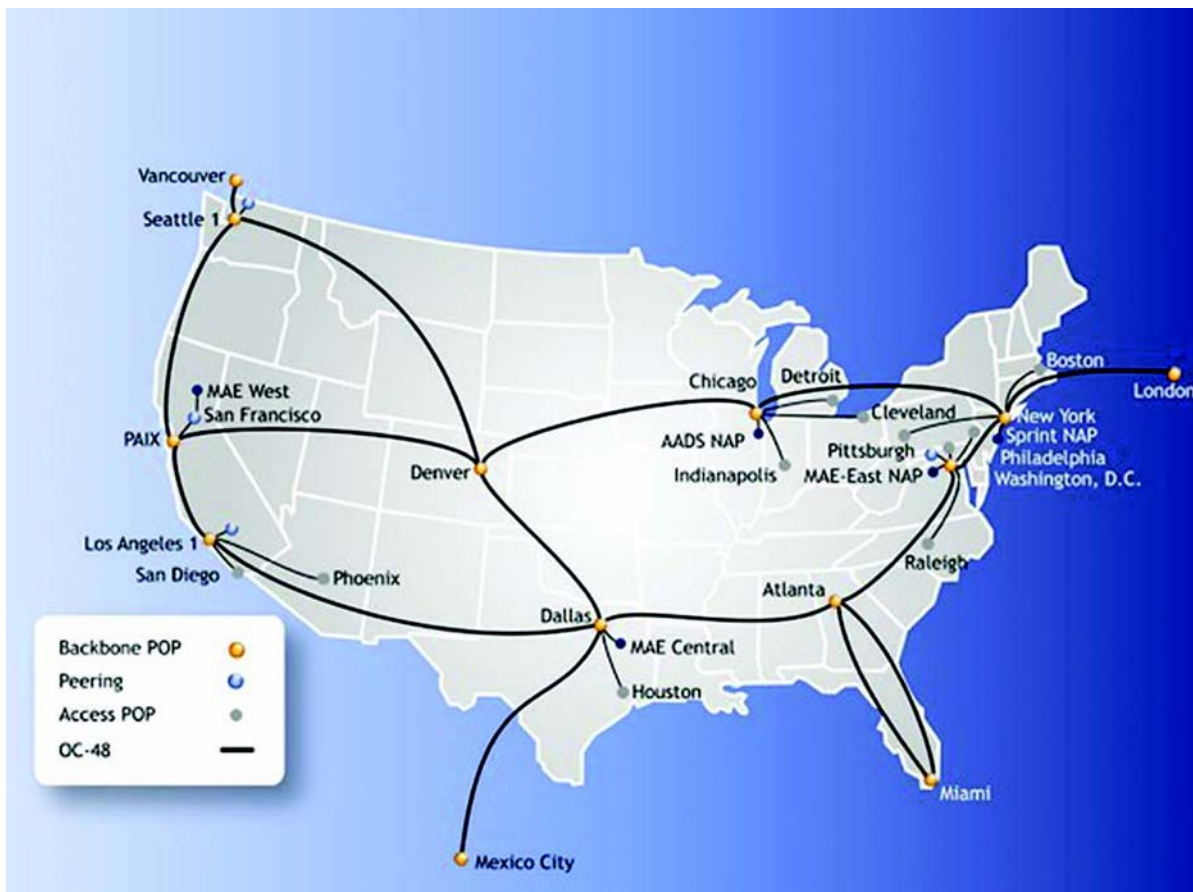 Vancouver
Seattle 1
MAE West
San Francisco
PAIX
Denver
Chicago
Detroit
Cleveland
AADS NAP
Indianapolis
Boston
London
New York
Sprint NAP
Pittsburgh
Philadelphia
MAE-East NAP
Washington, D.C.
Los Angeles 1
San Diego
Phoenix
Raleigh
Atlanta
Dallas
MAE Central
Houston
Miami
Mexico City
Backbone POP
Peering
Access POP
OC-48